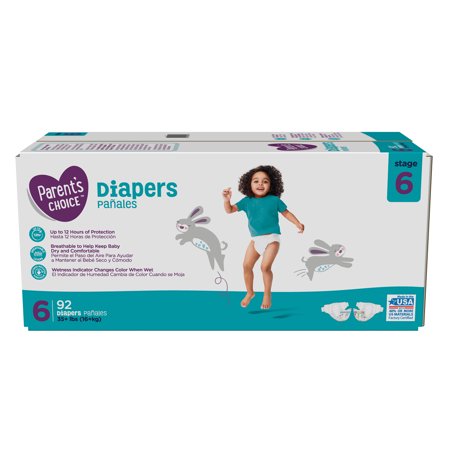 Parent's
CHOICE
Diapers
Pañales
stage
6
Up to 12 Hours of Protection
Hasta 12 Horas de Protección
Breathable to Help Keep Baby
Dry and Comfortable
Permite el Paso del Aire Para Ayudar
a Mantener el Bebé Seco y Cómodo
Wetness Indicator Changes Color When Wet
El Indicador de Humedad Cambia de Color Cuando se Moja
6
92
Diapers Pañales
35+ lbs (16+kg)
USA
US MATERIALS